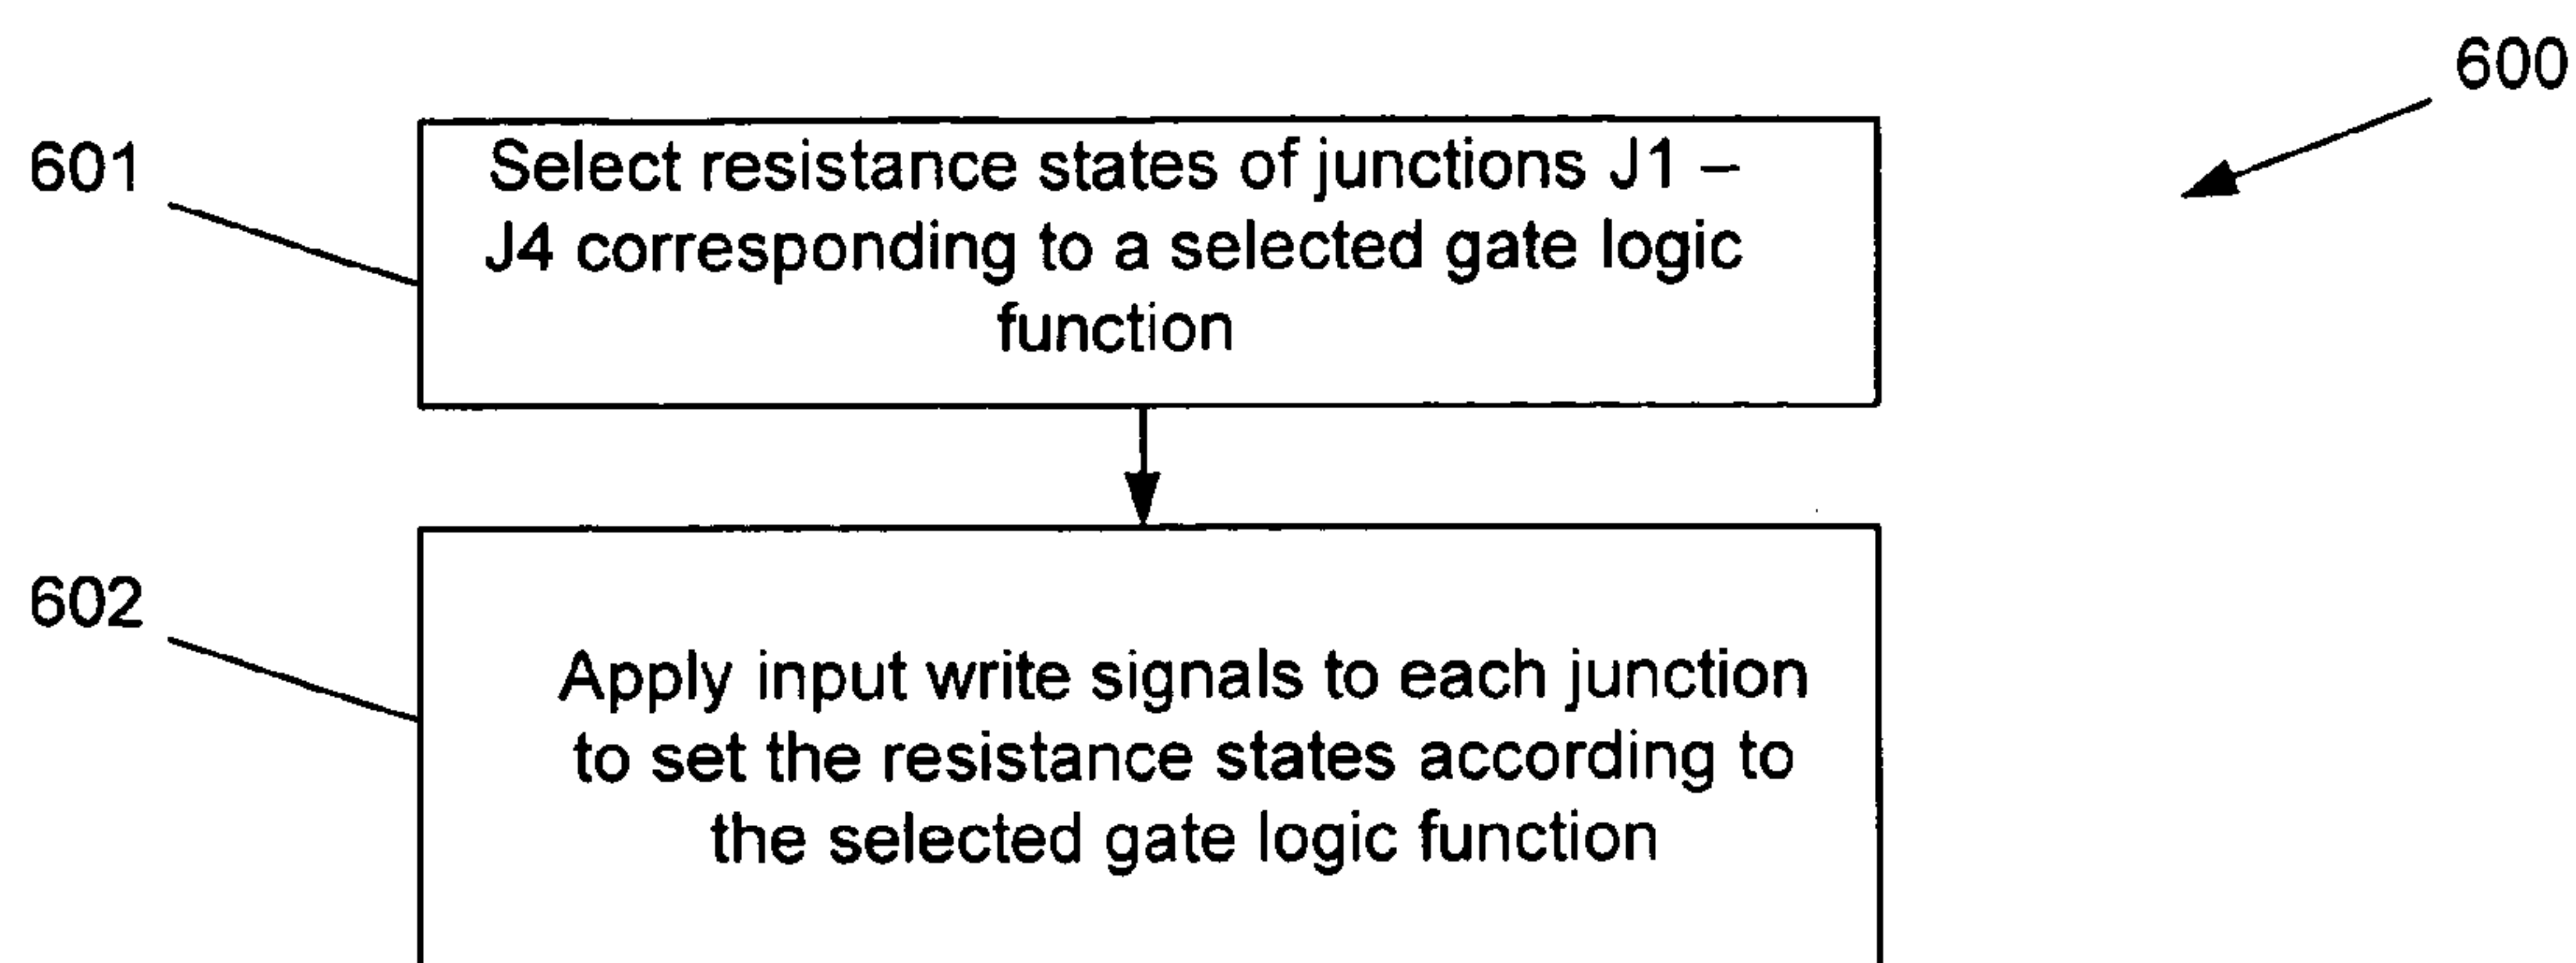 600
601
Select resistance states of junctions J1 –
J4 corresponding to a selected gate logic
function
602
Apply input write signals to each junction
to set the resistance states according to
the selected gate logic function